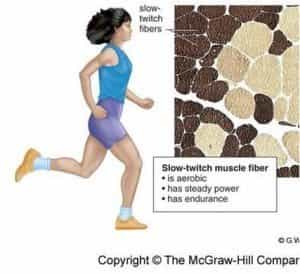 slow-
twitch
fibers
Slow-twitch muscle fiber
• is aerobic
• has steady power
• has endurance
© G.W
Copyright © The McGraw-Hill Compar